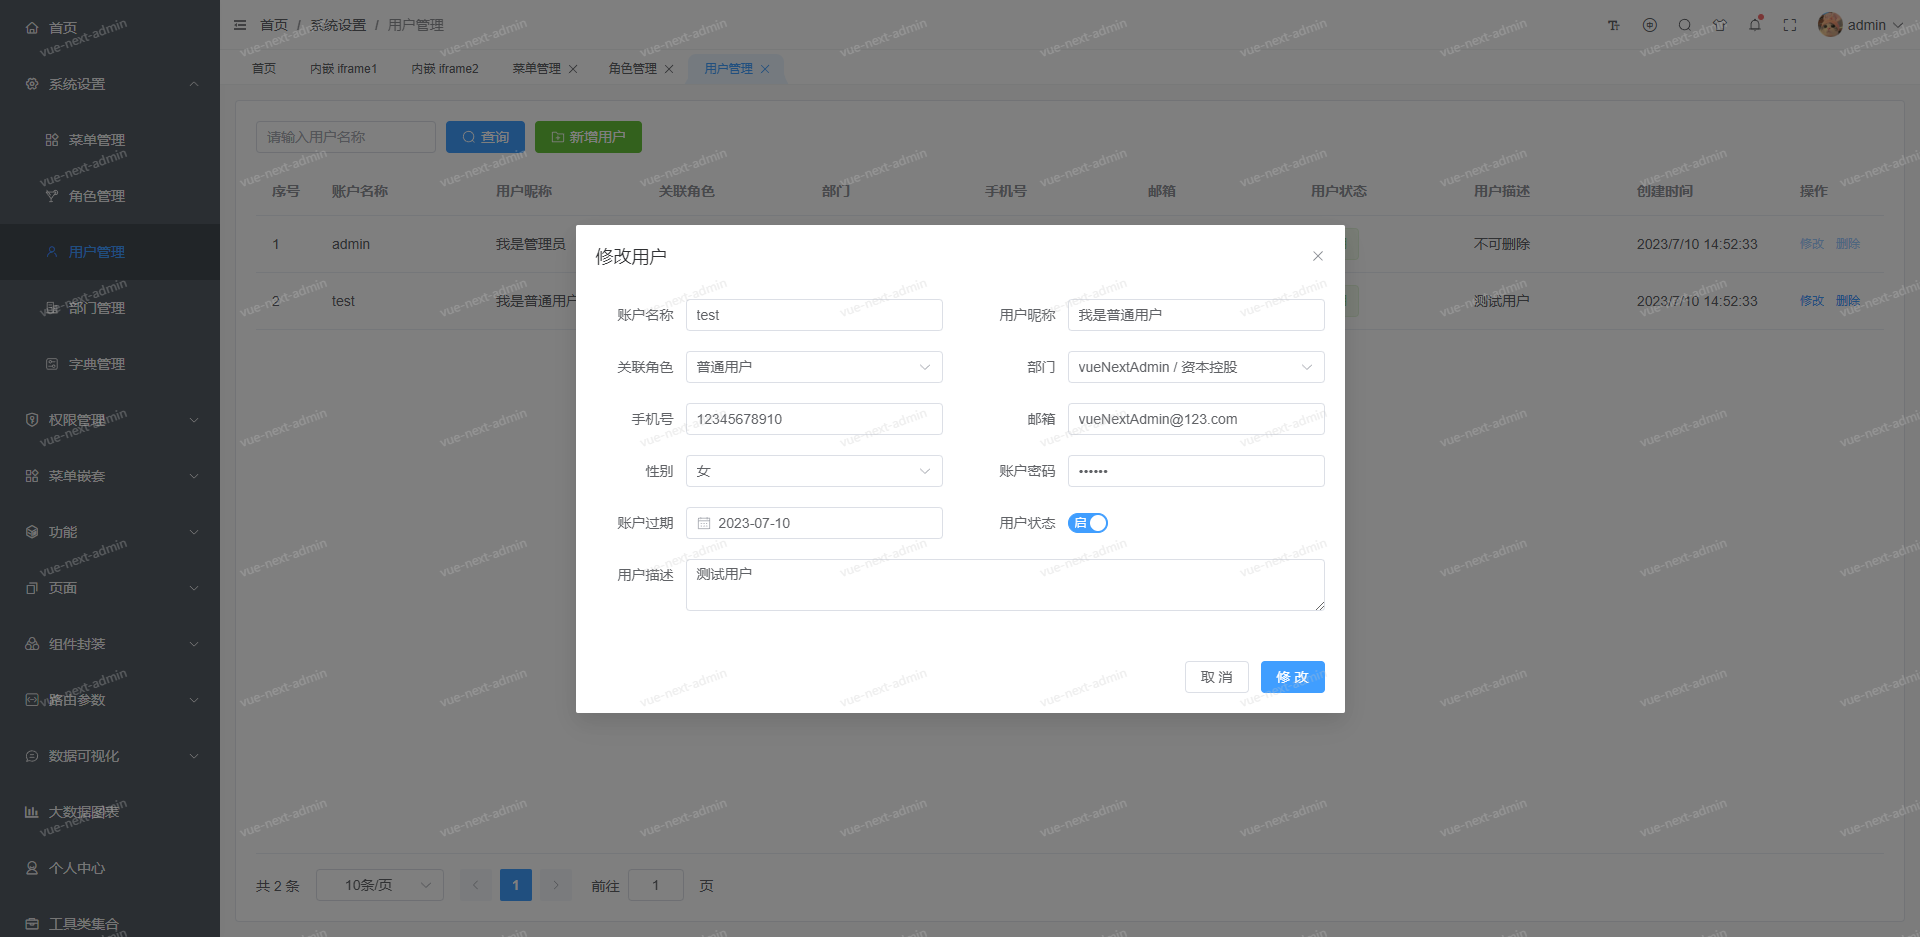 首页
系统设置
菜单管理
角色管理
用户管理
部门管理
字典管理
权限管理
菜单嵌套
功能
页面
组件封装
路由参数
数据可视化
大数据图表
个人中心
工具类集合
首页 / 系统设置 / 用户管理
admin
首页 内嵌 iframe1 内嵌 iframe2 菜单管理 角色管理 用户管理
请输入用户名称 查询 新增用户
序号 账户名称 用户昵称 关联角色 部门 手机号 邮箱 用户状态 用户描述 创建时间 操作
1 admin 我是管理员 不可删除 2023/7/10 14:52:33 修改 删除
2 test 我是普通用户 测试用户 2023/7/10 14:52:33 修改 删除
修改用户
账户名称 test 用户昵称 我是普通用户
关联角色 普通用户 部门 vueNextAdmin / 资本控股
手机号 12345678910 邮箱 vueNextAdmin@123.com
性别 女 账户密码 ••••••
账户过期 2023-07-10 用户状态 启
用户描述 测试用户
取 消 修 改
共 2 条 10条/页 1 前往 1 页
vue-next-admin